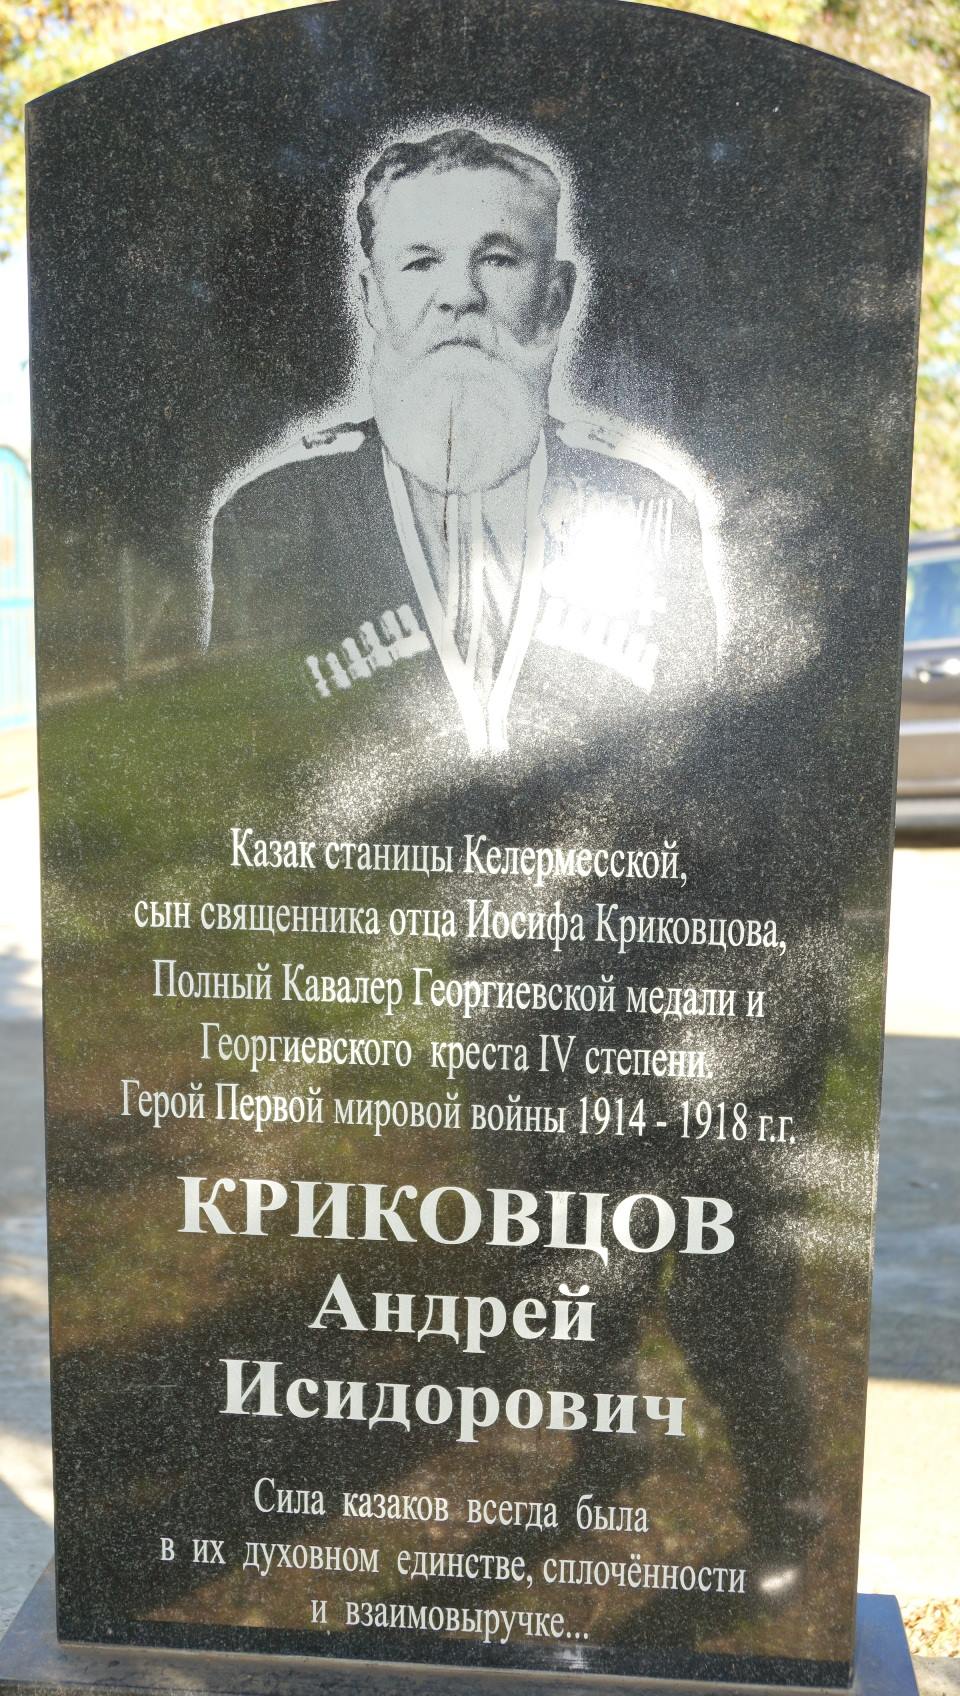 Казак станицы Келермесской,
сын священника отца Иосифа Криковцова,
Полный Кавалер Георгиевской медали и
Георгиевского креста IV степени.
Герой Первой мировой войны 1914 - 1918 г.г.
КРИКОВЦОВ
Андрей
Исидорович
Сила казаков всегда была
в их духовном единстве, сплочённости
и взаимовыручке...